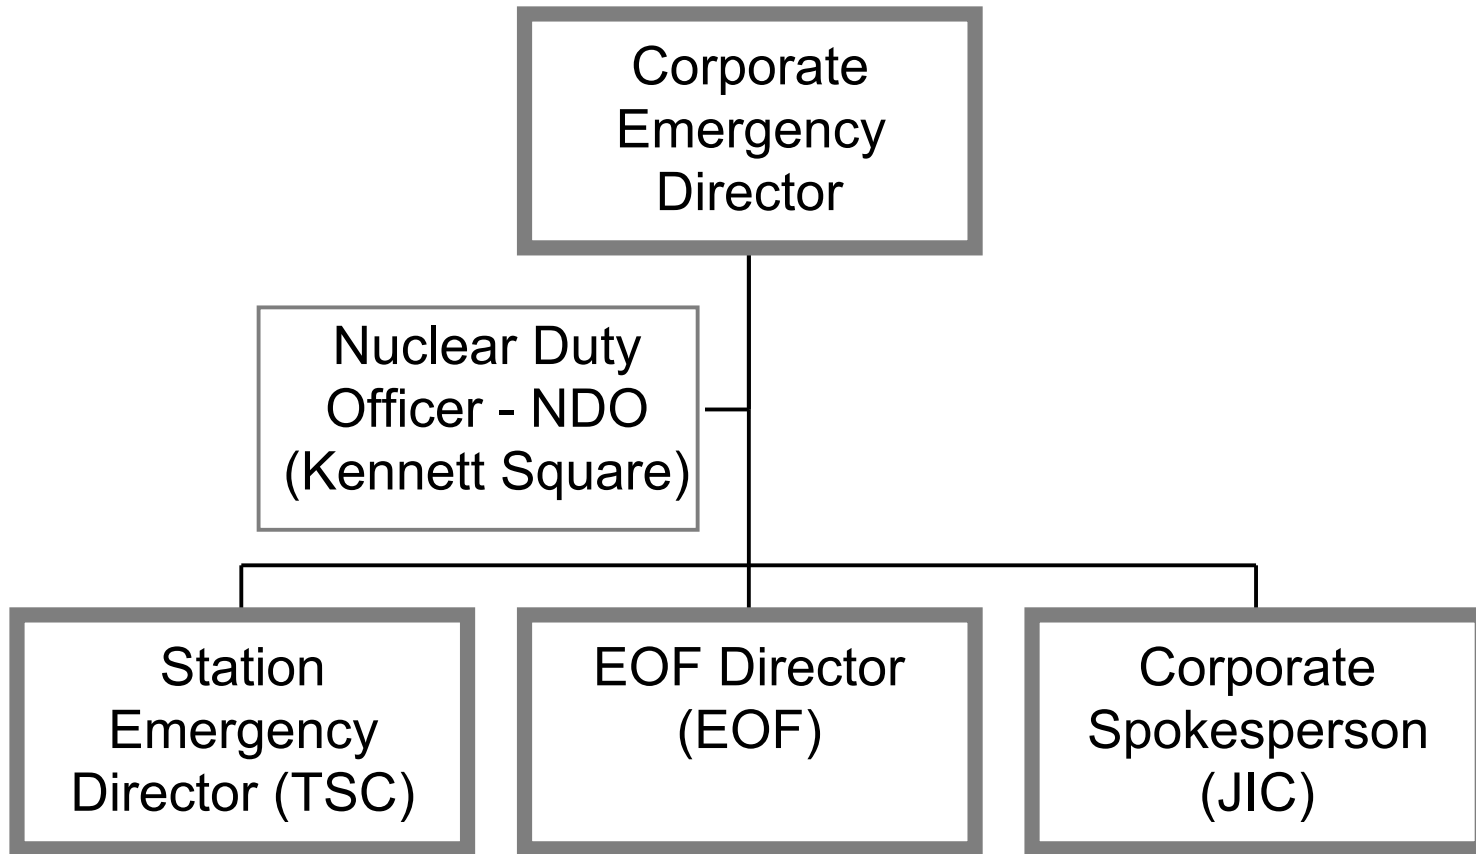 Corporate
Emergency
Director
Nuclear Duty
Officer - NDO
(Kennett Square)
Station
Emergency
Director (TSC)
EOF Director
(EOF)
Corporate
Spokesperson
(JIC)